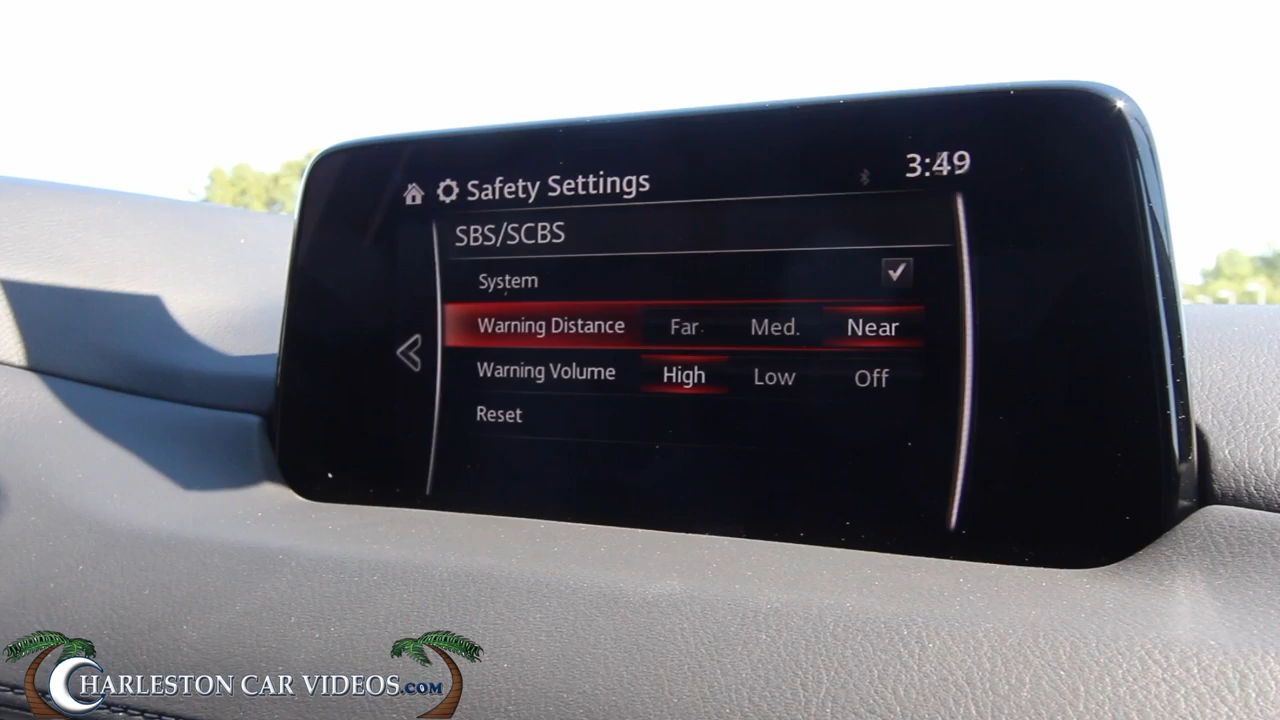 Safety Settings 3:49
SBS/SCBS
System
Warning Distance Far Med. Near
Warning Volume High Low Off
Reset
CHARLESTON CAR VIDEOS.COM